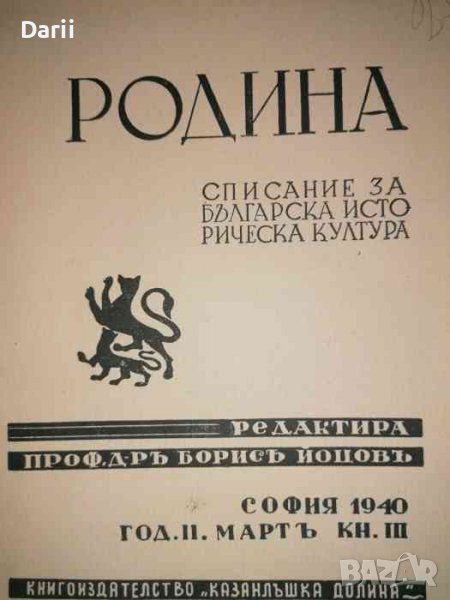 Darii
РОДИНА
СПИСАНИЕ ЗА
БЪЛГАРСКА ИСТО
РИЧЕСКА КУЛТУРА
РЕДАКТИРА
ПРОФ. Д-РЪ БОРИСЪ ЙОЦОВЪ
СОФИЯ 1940
ГОД. II. МАРТЪ КН. III
КНИГОИЗДАТЕЛСТВО „КАЗАНЛЪШКА ДОЛИНА"
BAZAR